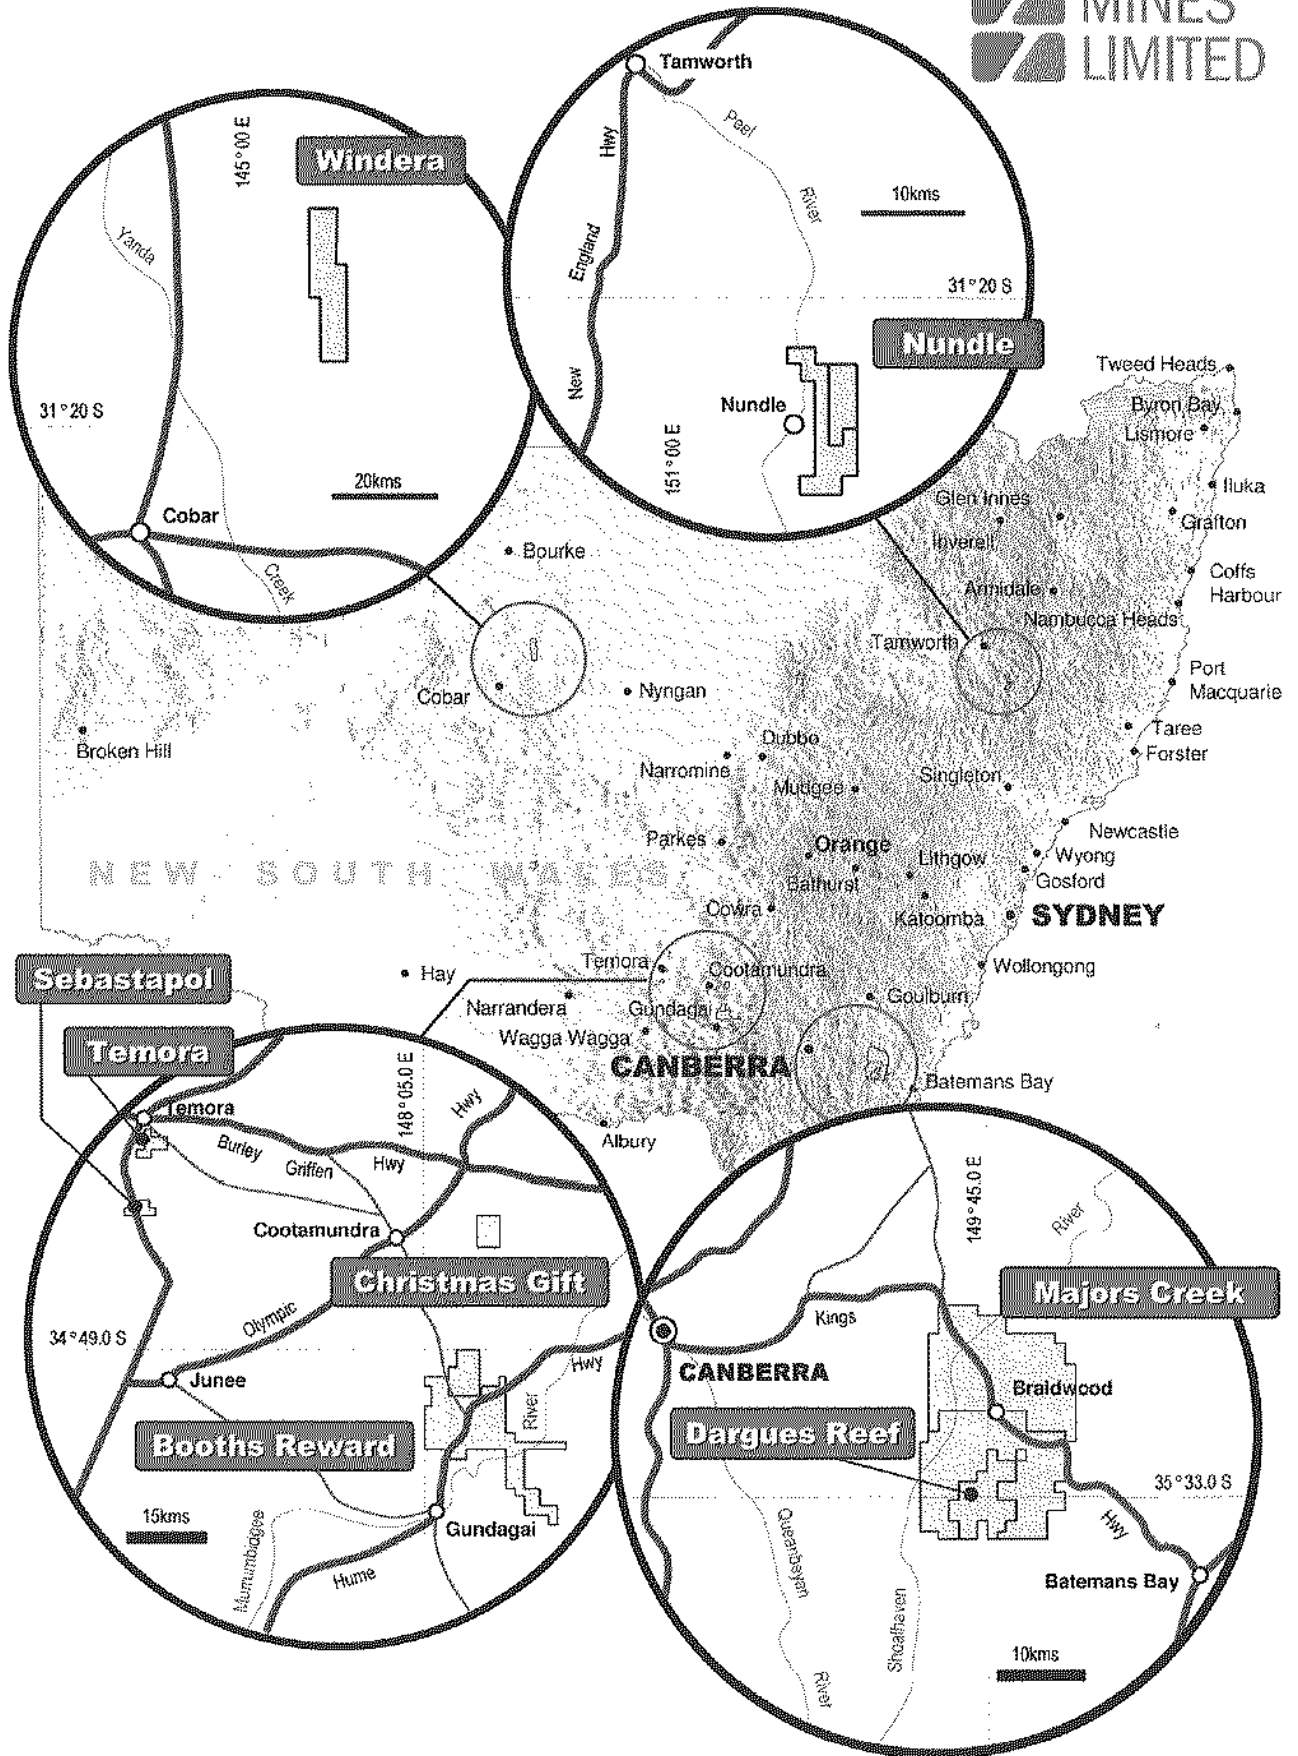 MINES
LIMITED
Tamworth
Peel
River
Hwy
England
New
10kms
31°20 S
Nundle
Nundle
151°00 E
145°00 E
Windera
Yanda
31°20 S
20kms
Cobar
Creek
Tweed Heads
Byron Bay
Lismore
Iluka
Glen Innes
Grafton
Inverell
Bourke
Coffs
Harbour
Armidale
Nambucca Heads
Tamworth
Port
Macquarie
Cobar
Nyngan
Taree
Broken Hill
Dubbo
Forster
Narromine
Singleton
Mudgee
Newcastle
Parkes
Orange
Lithgow
Wyong
NEW SOUTH WALES
Bathurst
Gosford
Cowra
Katoomba
SYDNEY
Temora
Cootamundra
Wollongong
Hay
Narrandera
Gundagai
Goulburn
Wagga Wagga
CANBERRA
Batemans Bay
Albury
Sebastapol
Temora
Temora
148°05.0 E
Hwy
Burley
Griffen
Hwy
Cootamundra
Christmas Gift
Olympic
34°49.0 S
Hwy
Junee
River
Booths Reward
15kms
Gundagai
Hume
149°45.0 E
River
Majors Creek
Kings
CANBERRA
Braidwood
Dargues Reef
35°33.0 S
Hwy
Batemans Bay
Shoalhaven
River
10kms